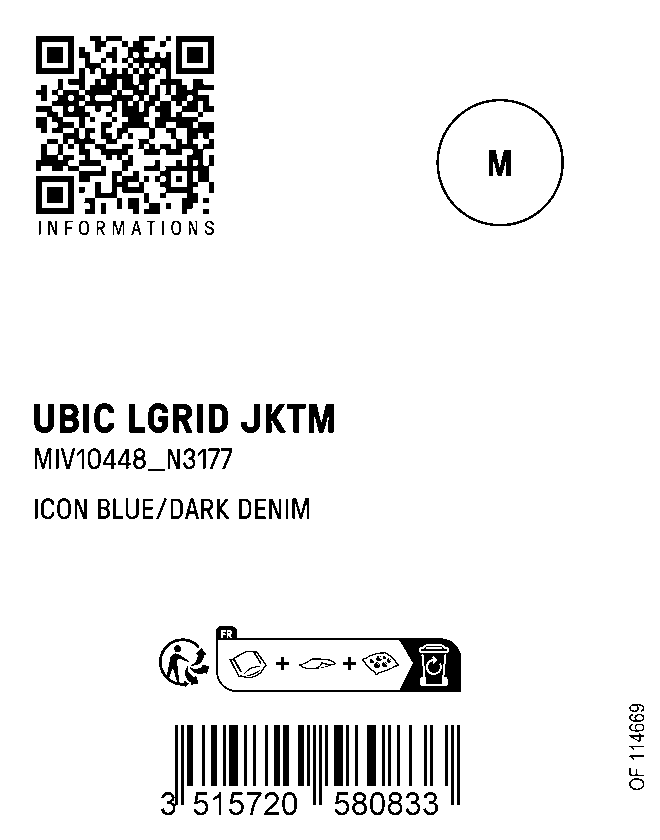 INFORMATIONS
M
UBIC LGRID JKTM
MIV10448_N3177
ICON BLUE/DARK DENIM
FR
3 515720 580833
OF 114669